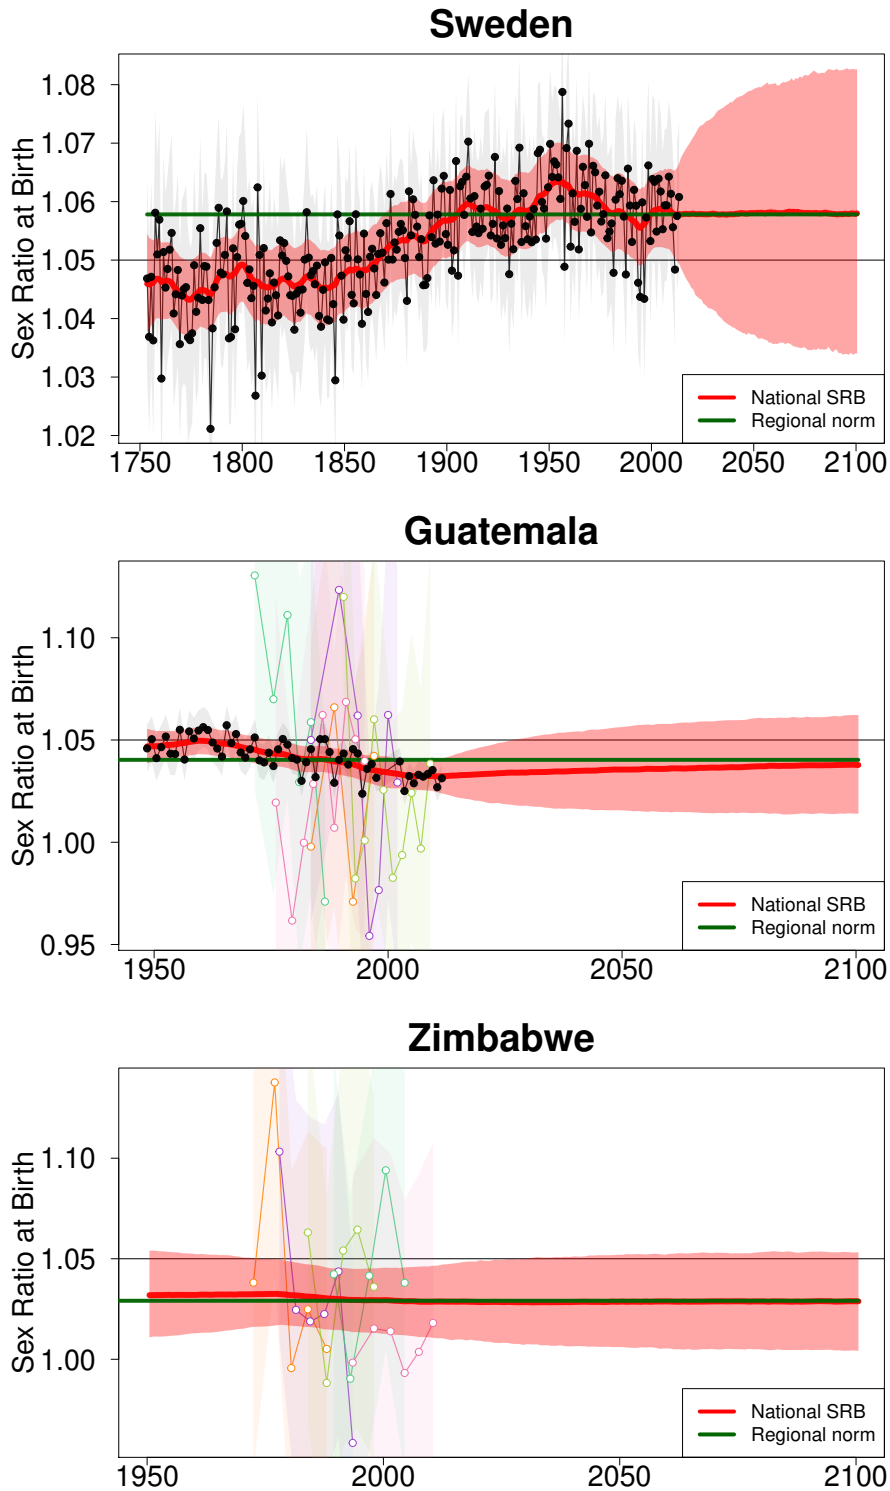 Sweden
Sex Ratio at Birth
1.08
1.07
1.06
1.05
1.04
1.03
1.02
National SRB
Regional norm
1750 1800 1850 1900 1950 2000 2050 2100
Guatemala
Sex Ratio at Birth
1.10
1.05
1.00
0.95
National SRB
Regional norm
1950 2000 2050 2100
Zimbabwe
Sex Ratio at Birth
1.10
1.05
1.00
National SRB
Regional norm
1950 2000 2050 2100